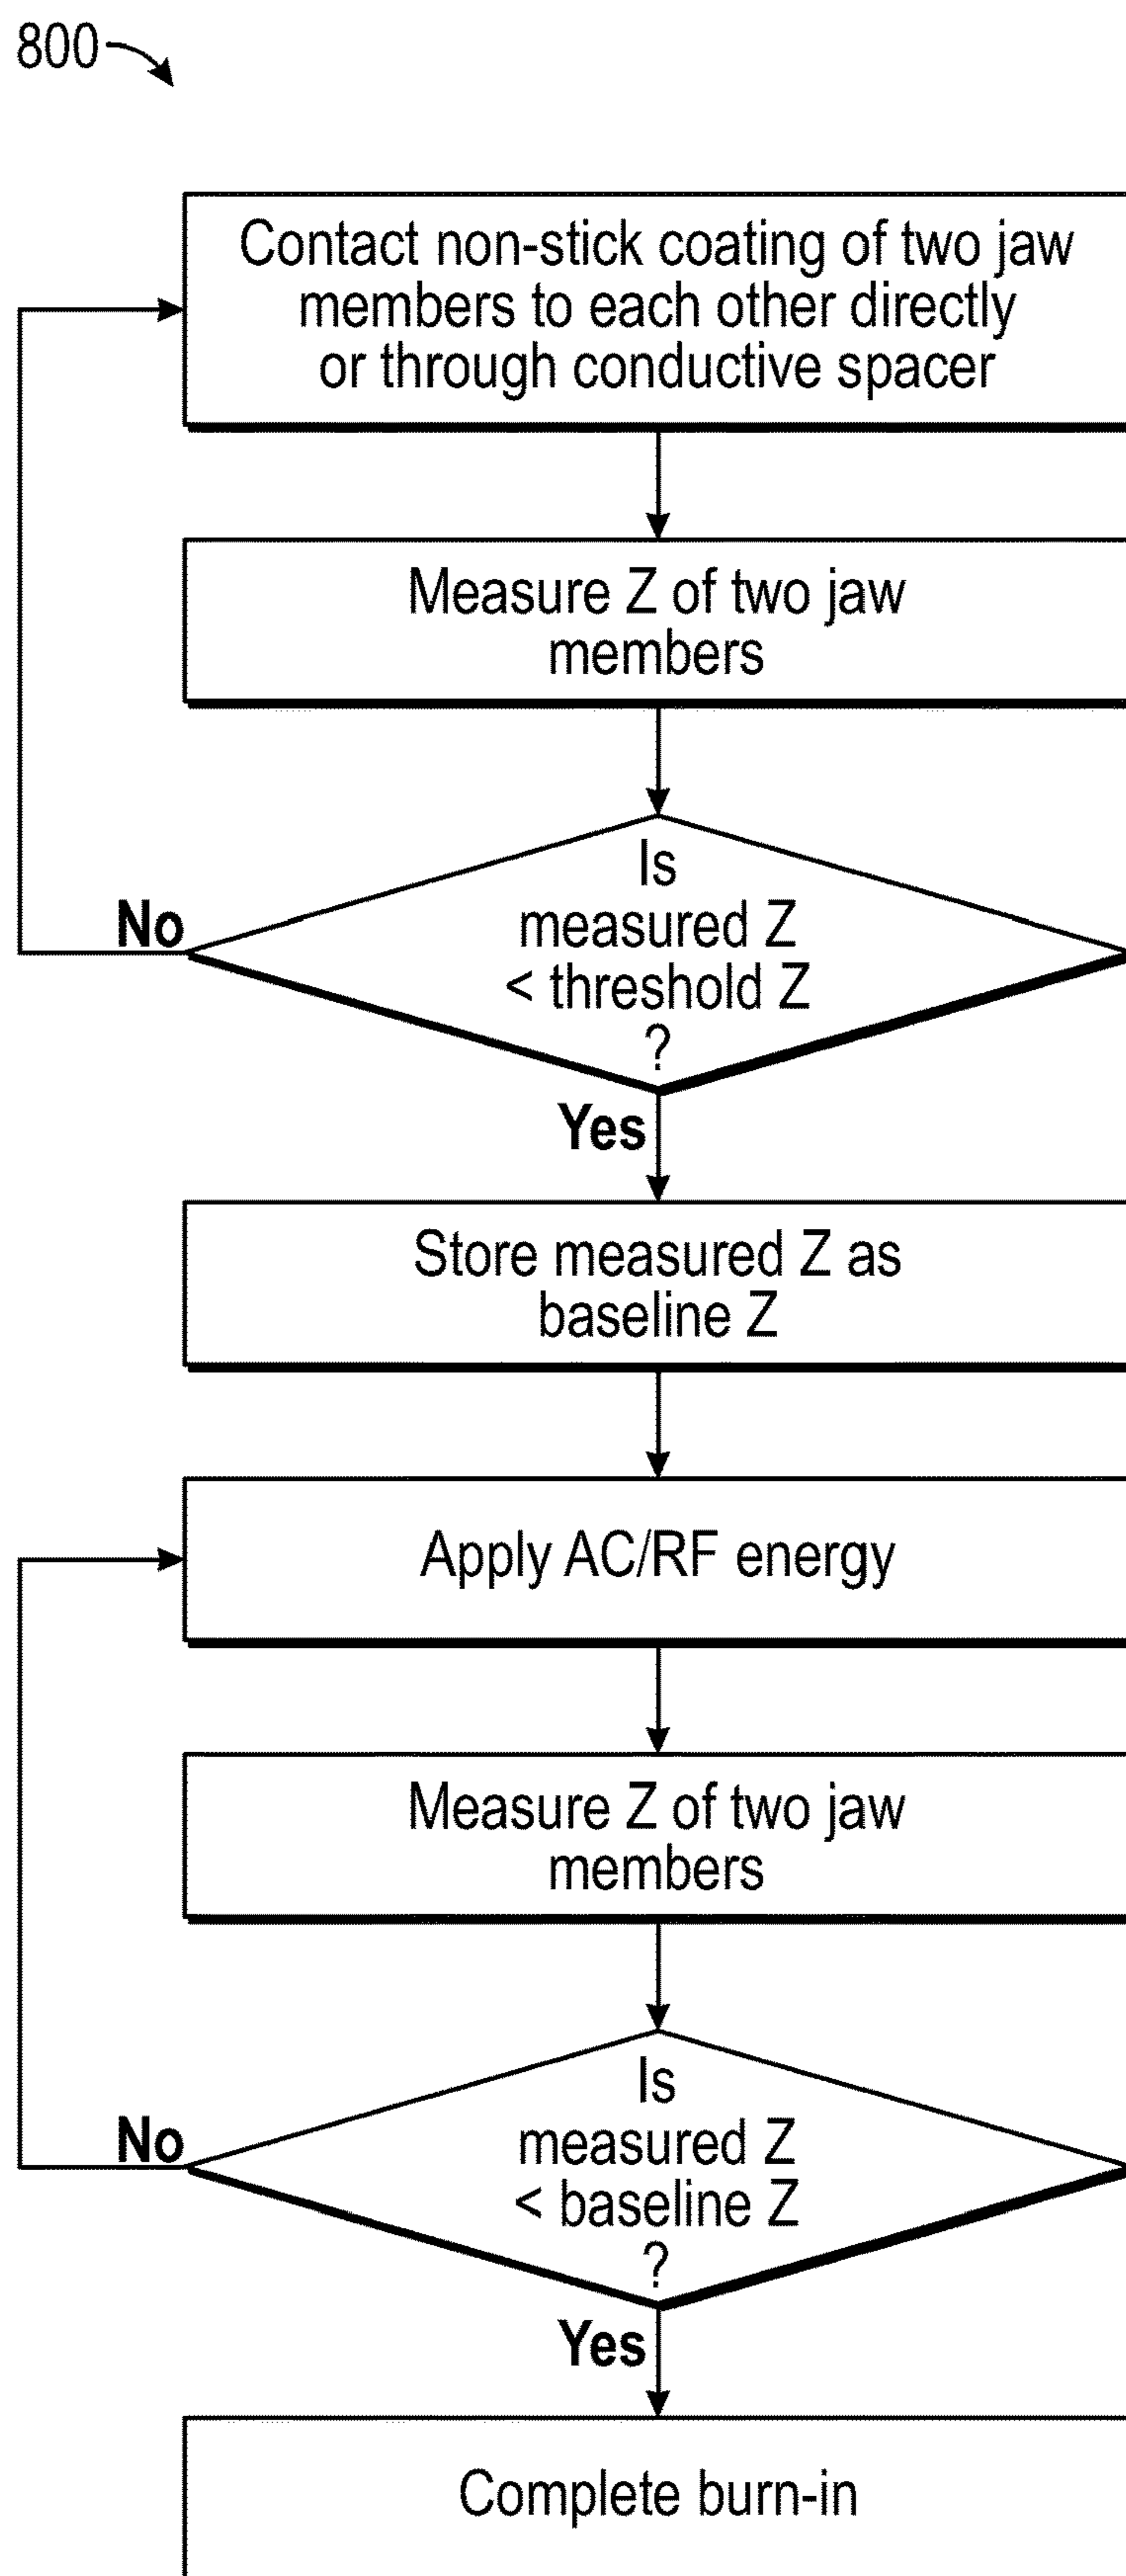 800
Contact non-stick coating of two jaw
members to each other directly
or through conductive spacer
Measure Z of two jaw
members
Is
measured Z
< threshold Z
?
No
Yes
Store measured Z as
baseline Z
Apply AC/RF energy
Measure Z of two jaw
members
Is
measured Z
< baseline Z
?
No
Yes
Complete burn-in